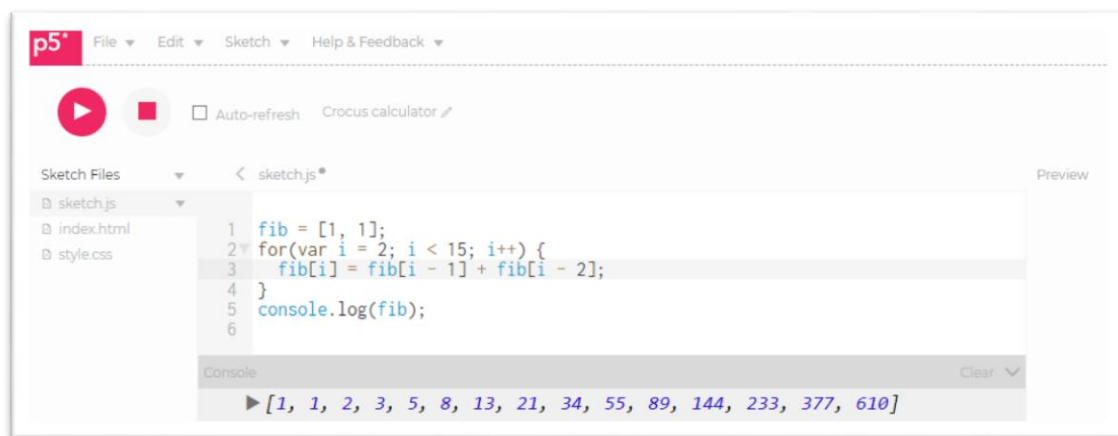 p5* File Edit Sketch Help & Feedback
Auto-refresh Crocus calculator
Sketch Files
sketch.js
index.html
style.css
sketch.js
Preview
1 fib = [1, 1];
2 for(var i = 2; i < 15; i++) {
3 fib[i] = fib[i - 1] + fib[i - 2];
4 }
5 console.log(fib);
6
Console Clear
[1, 1, 2, 3, 5, 8, 13, 21, 34, 55, 89, 144, 233, 377, 610]